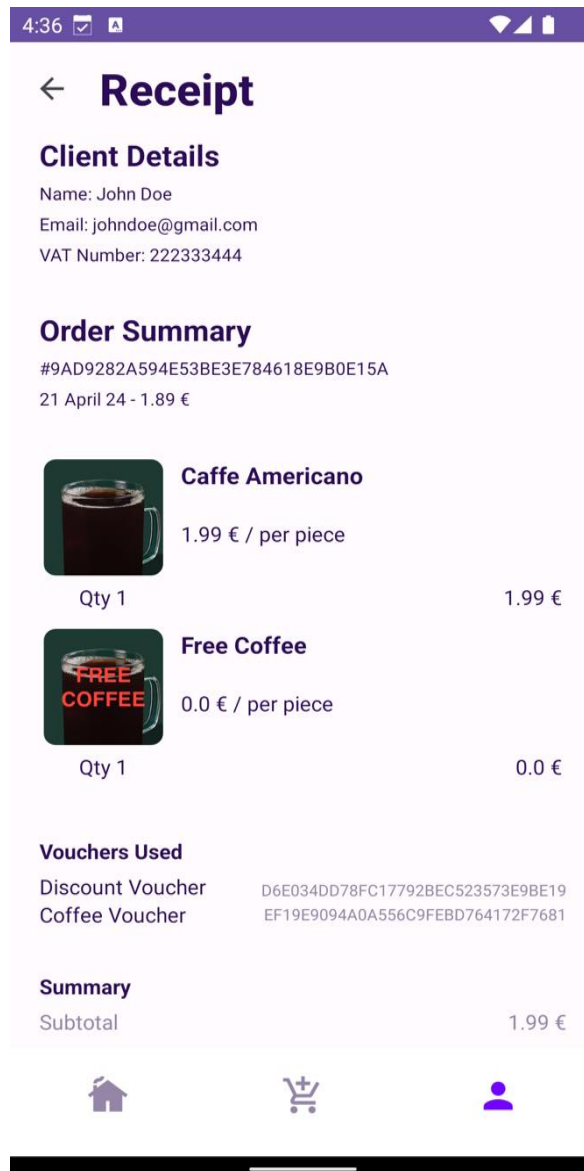 4:36
Receipt
Client Details
Name: John Doe
Email: johndoe@gmail.com
VAT Number: 222333444
Order Summary
#9AD9282A594E53BE3E784618E9B0E15A
21 April 24 - 1.89 €
Caffe Americano
1.99 € / per piece
Qty 1 1.99 €
Free Coffee
FREE
COFFEE
0.0 € / per piece
Qty 1 0.0 €
Vouchers Used
Discount Voucher D6E034DD78FC17792BEC523573E9BE19
Coffee Voucher EF19E9094A0A556C9FEBD764172F7681
Summary
Subtotal 1.99 €